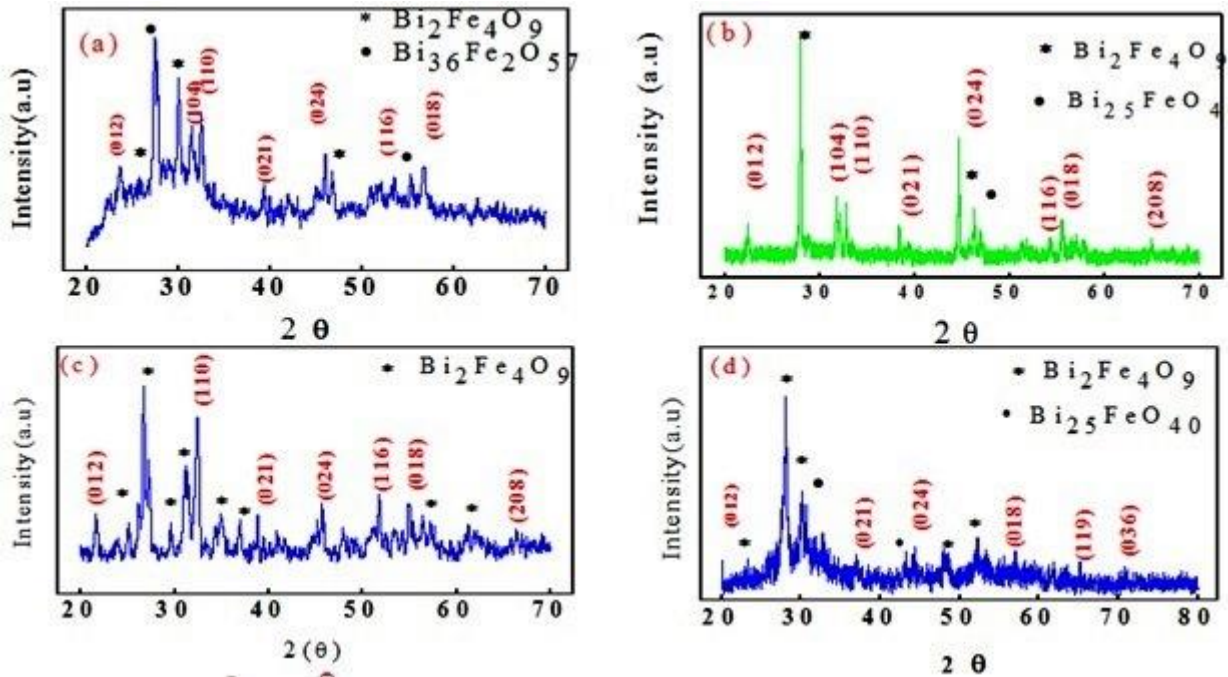 (a)
* Bi2Fe4O9
● Bi36Fe2O57
Intensity(a.u)
(012)
(104)
(110)
(021)
(024)
(116)
(018)
20 30 40 50 60 70
2 θ
(b)
* Bi2Fe4O9
● Bi25FeO4
Intensity (a.u)
(012)
(104)
(110)
(021)
(024)
(116)
(018)
(208)
20 30 40 50 60 70
2 θ
(c)
* Bi2Fe4O9
Intensity(a.u)
(012)
(110)
(021)
(024)
(116)
(018)
(208)
20 30 40 50 60 70
2(θ)
(d)
* Bi2Fe4O9
● Bi25FeO40
Intensity(a.u)
(012)
(021)
(024)
(018)
(119)
(036)
20 30 40 50 60 70 80
2 θ